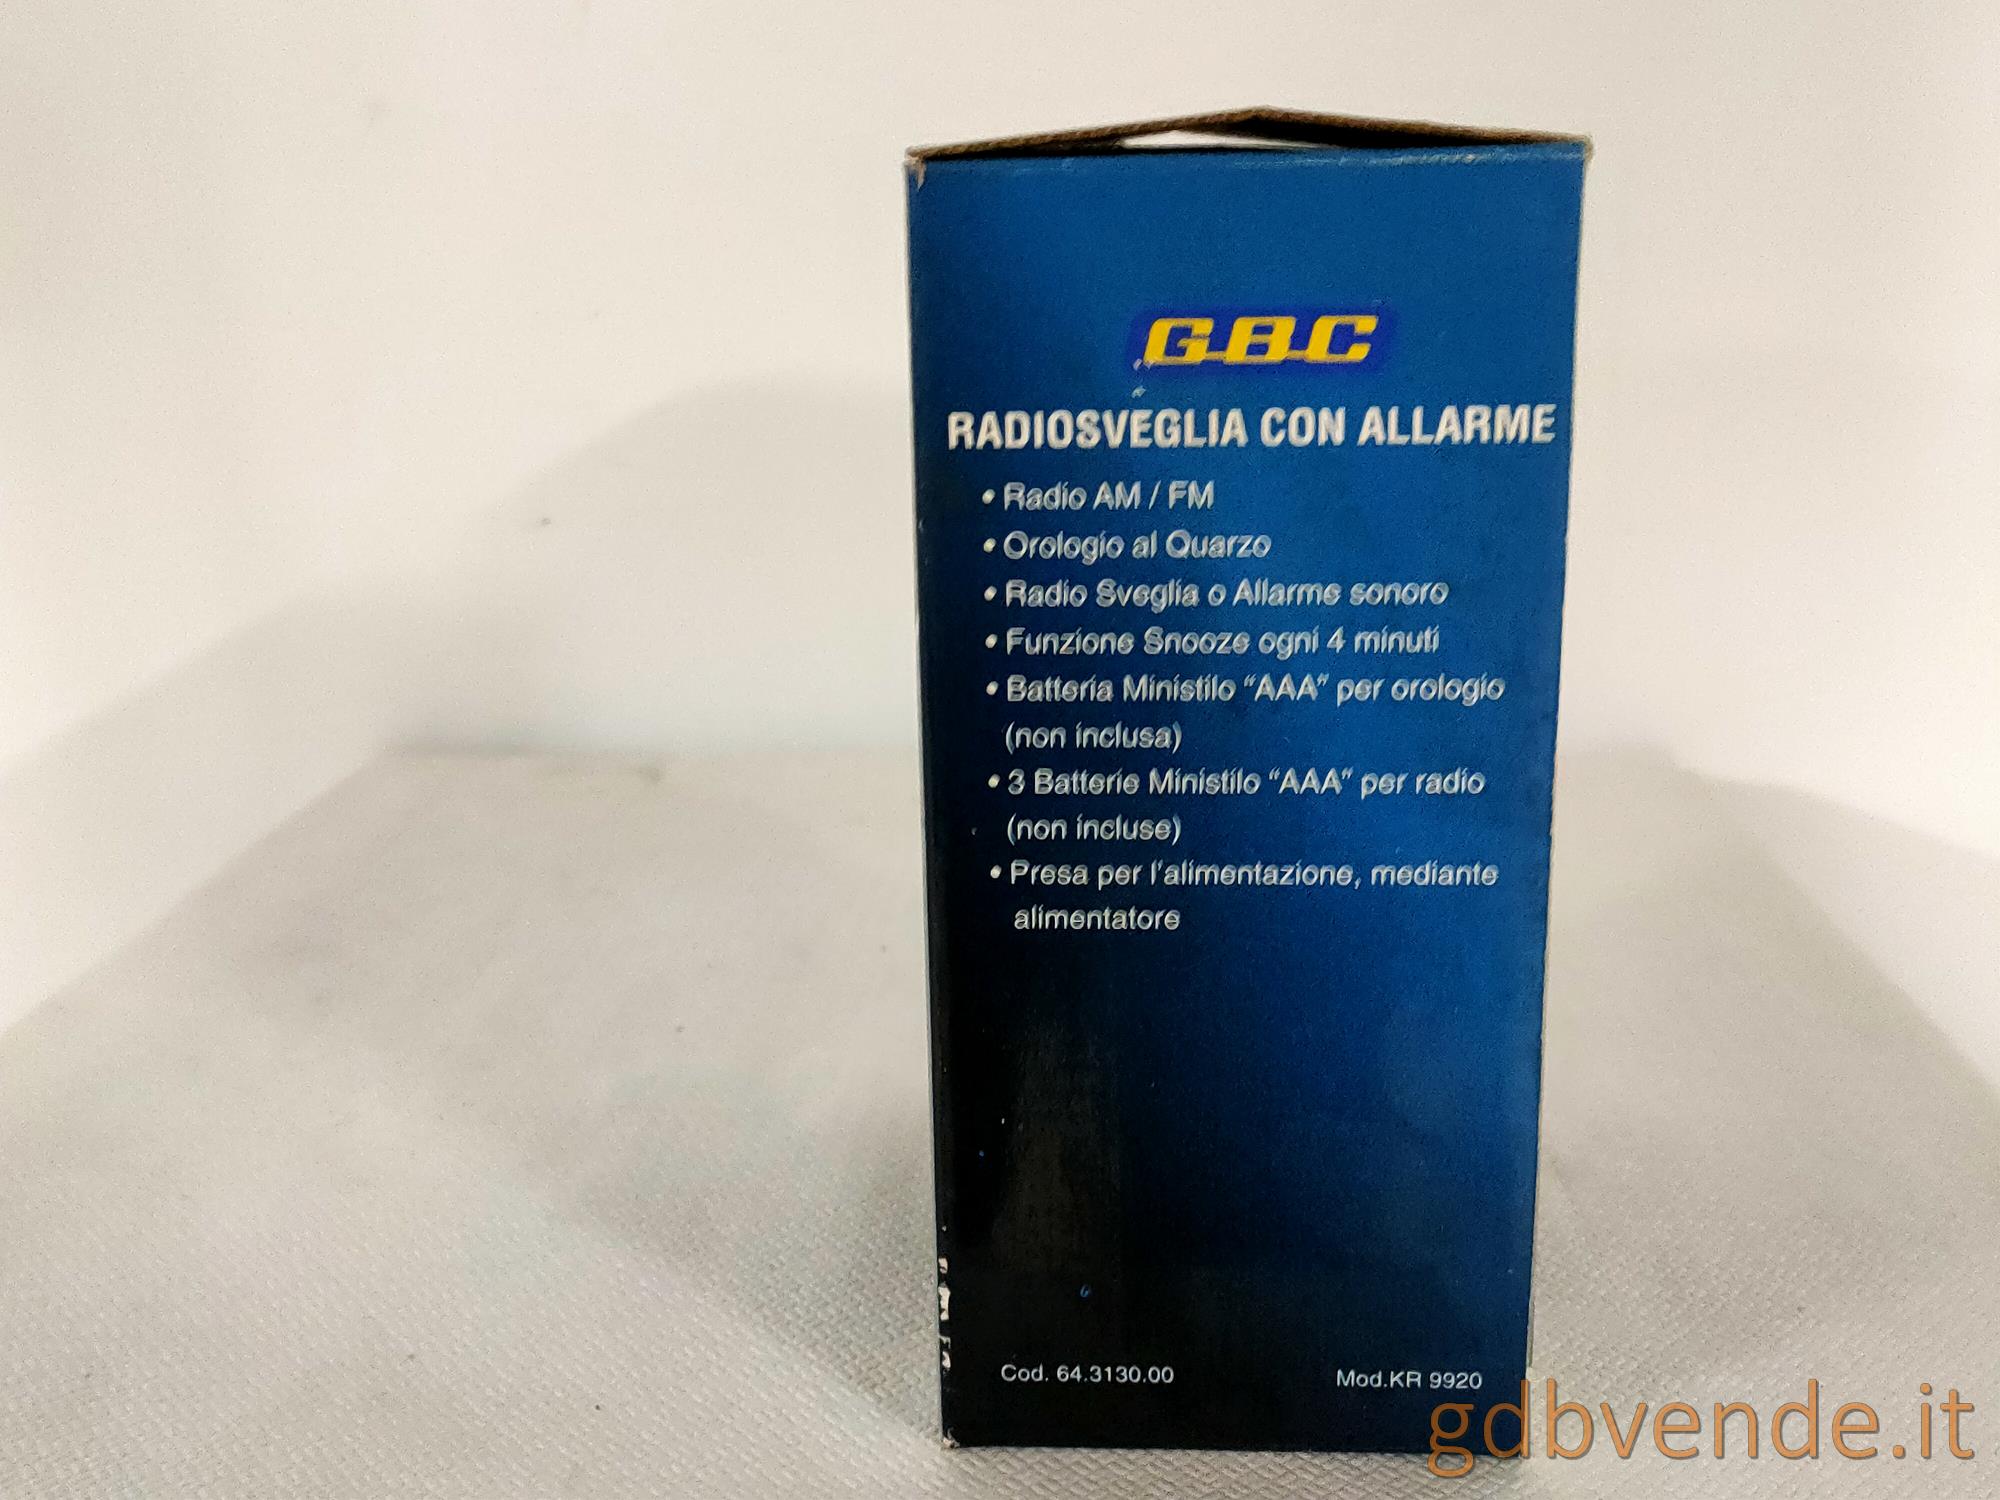 GBC
RADIOSVEGLIA CON ALLARME
• Radio AM / FM
• Orologio al Quarzo
• Radio Sveglia o Allarme sonoro
• Funzione Snooze ogni 4 minuti
• Batteria Ministilo “AAA” per orologio
(non inclusa)
• 3 Batterie Ministilo “AAA” per radio
(non incluse)
• Presa per l'alimentazione, mediante
alimentatore
Cod. 64.3130.00
Mod.KR 9920
gdbvende.it